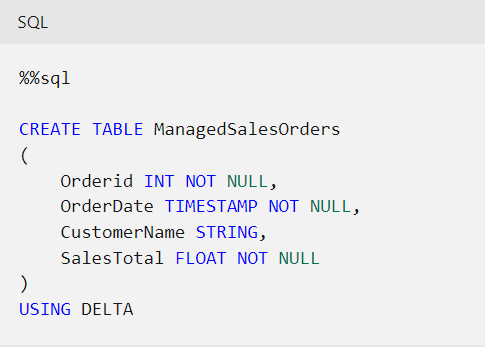 SQL
%%sql
CREATE TABLE ManagedSalesOrders
(
    Orderid INT NOT NULL,
    OrderDate TIMESTAMP NOT NULL,
    CustomerName STRING,
    SalesTotal FLOAT NOT NULL
)
USING DELTA